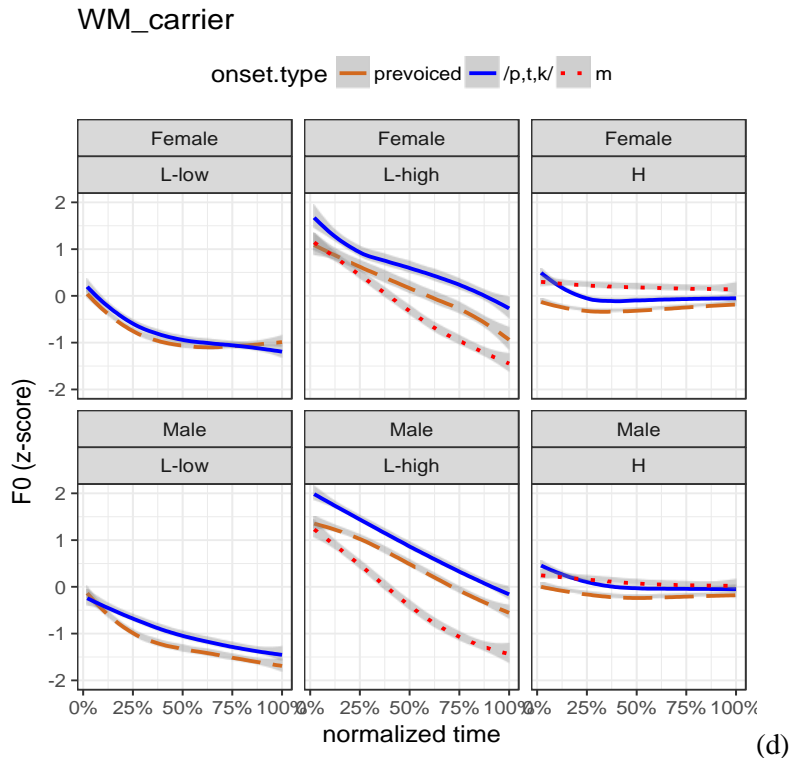 WM_carrier
onset.type prevoiced /p,t,k/ m
Female Female Female
L-low L-high H
2
1
0
-1
-2
Male Male Male
L-low L-high H
2
1
0
-1
-2
F0 (z-score)
0% 25% 50% 75% 100% 0% 25% 50% 75% 100% 0% 25% 50% 75% 100%
normalized time
(d)